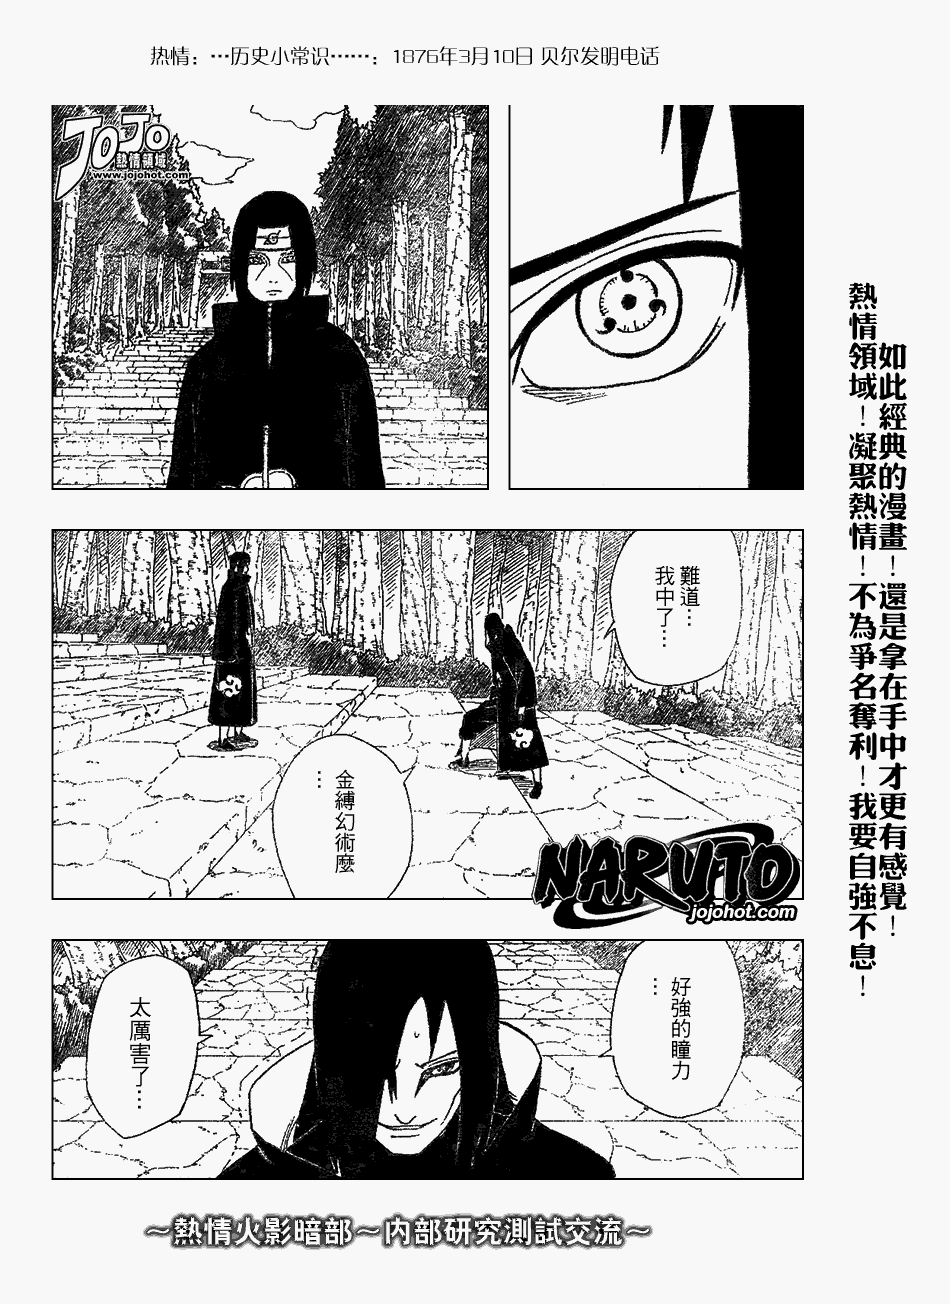 热情：…历史小常识……：1876年3月10日 贝尔发明电话
JOJO
熱情領域
www.jojohot.com
難道…
我中了…
金縛幻術麼
…
NARUTO
jojohot.com
好強的瞳力
…
太厲害了…
如此經典的漫畫！還是拿在手中才更有感覺！
熱情領域！凝聚熱情！不為爭名奪利！我要自強不息！
～熱情火影暗部～内部研究測試交流～